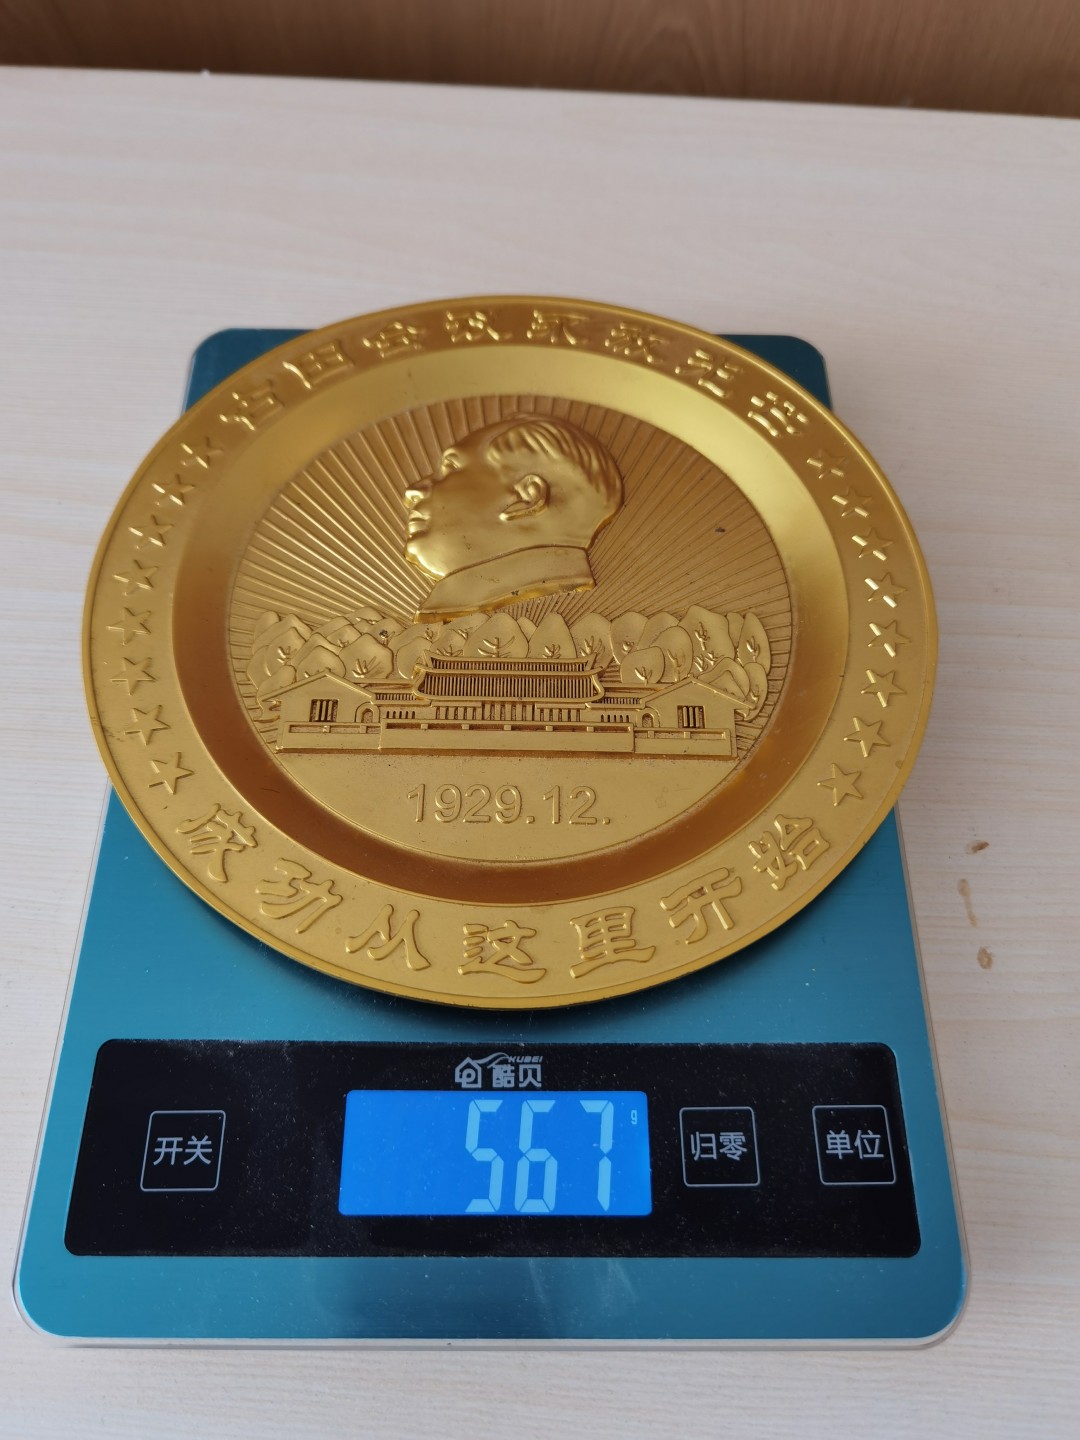 古田会议永放光芒
1929.12.
成功从这里开始
KUBEI
酷贝
开关
567 g
归零
单位